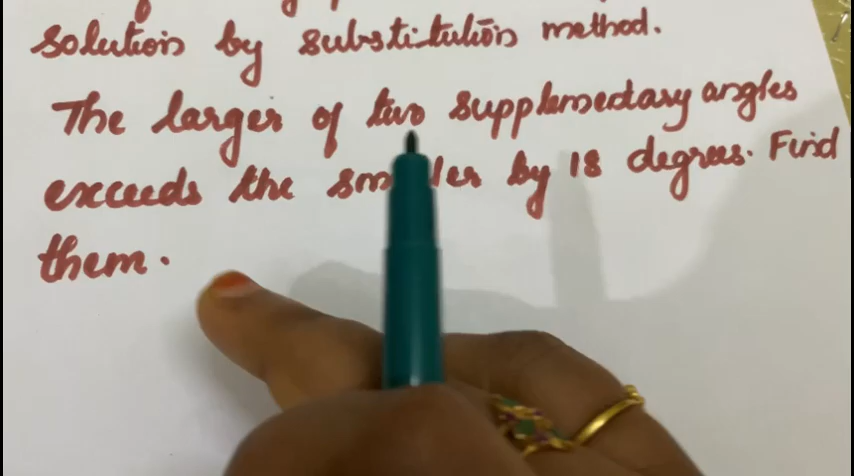 solution by substitution method.
The larger of two supplementary angles
exceeds the by 18 degrees. Find
them.